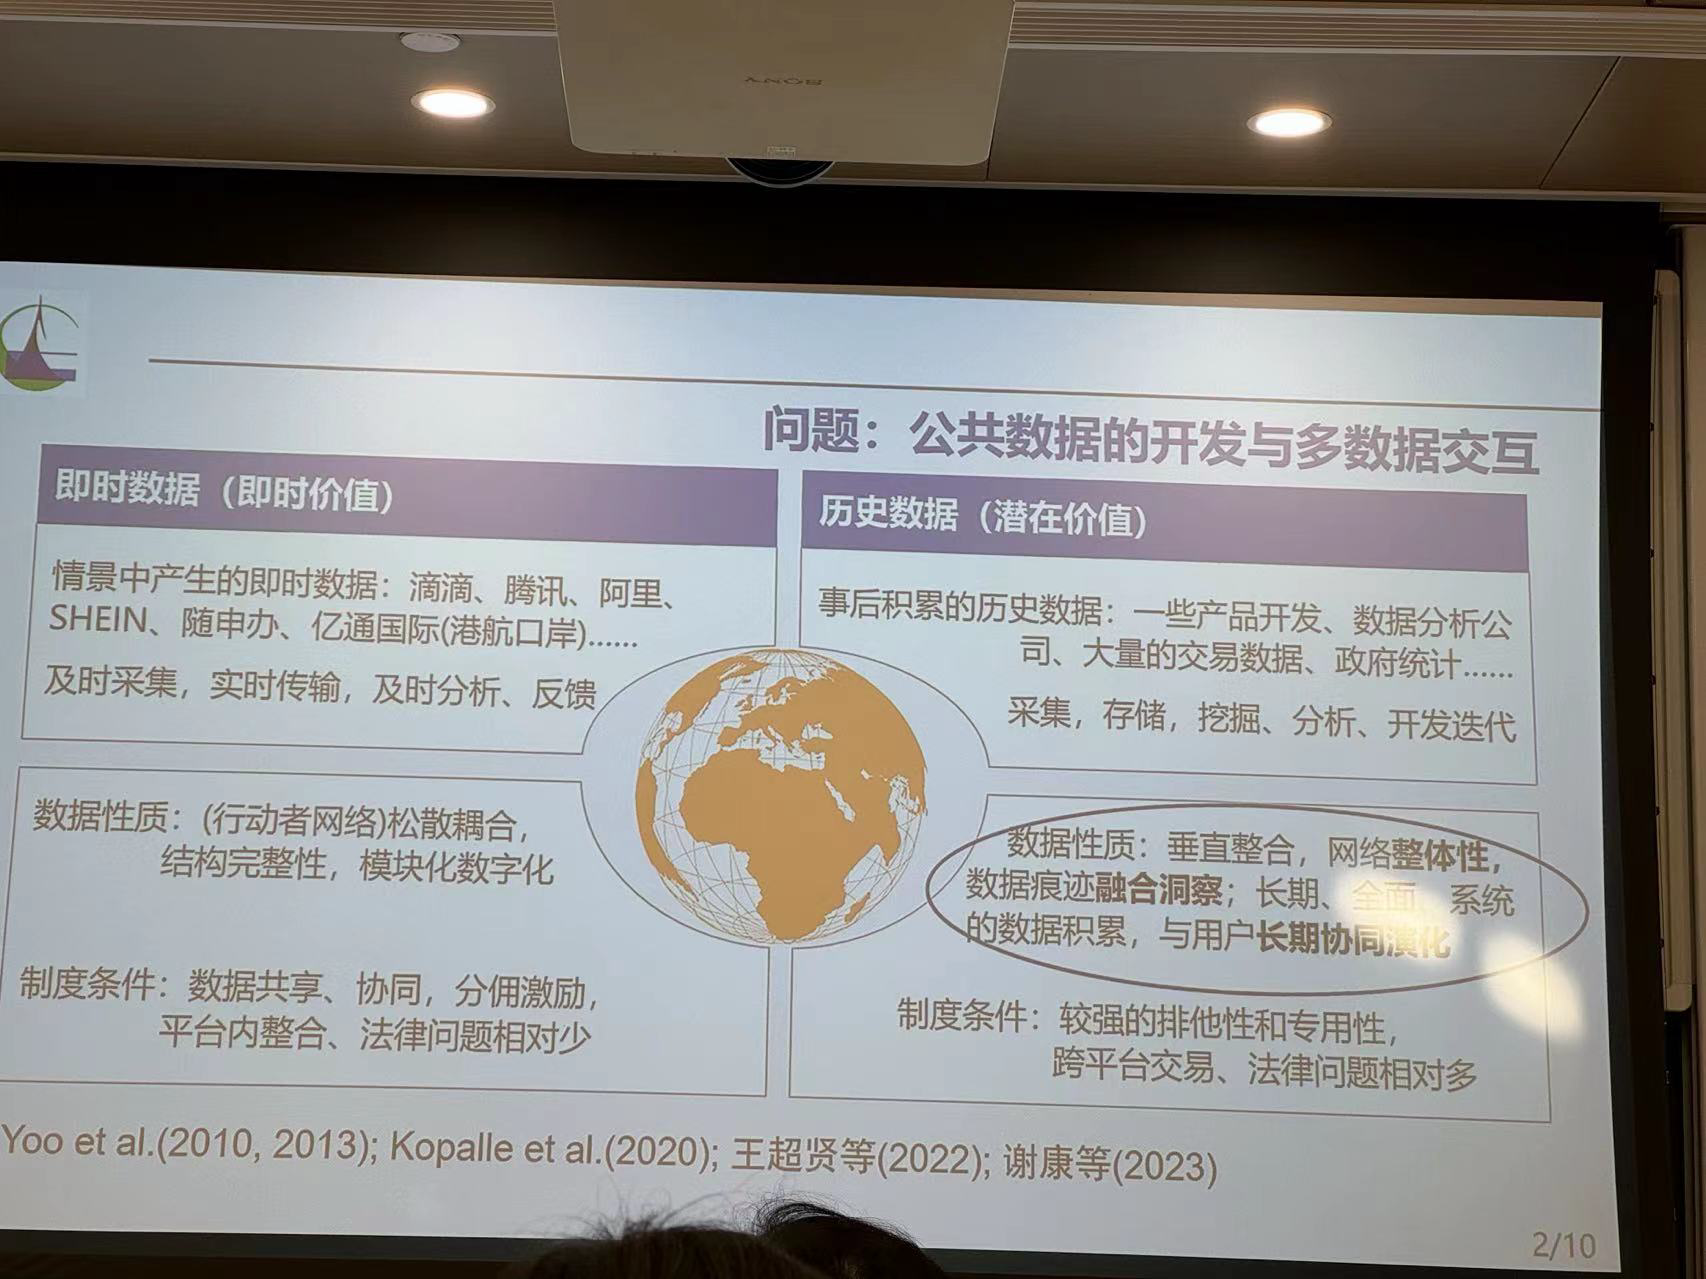 SONY
问题：公共数据的开发与多数据交互
即时数据（即时价值）
情景中产生的即时数据：滴滴、腾讯、阿里、
SHEIN、随申办、亿通国际(港航口岸)……
及时采集，实时传输，及时分析、反馈
历史数据（潜在价值）
事后积累的历史数据：一些产品开发、数据分析公
司、大量的交易数据、政府统计……
采集，存储，挖掘、分析、开发迭代
数据性质：(行动者网络)松散耦合，
结构完整性，模块化数字化
制度条件：数据共享、协同，分佣激励，
平台内整合、法律问题相对少
数据性质：垂直整合，网络整体性，
数据痕迹融合洞察；长期、全面、系统
的数据积累，与用户长期协同演化
制度条件：较强的排他性和专用性，
跨平台交易、法律问题相对多
Yoo et al.(2010, 2013); Kopalle et al.(2020); 王超贤等(2022); 谢康等(2023)
2/10